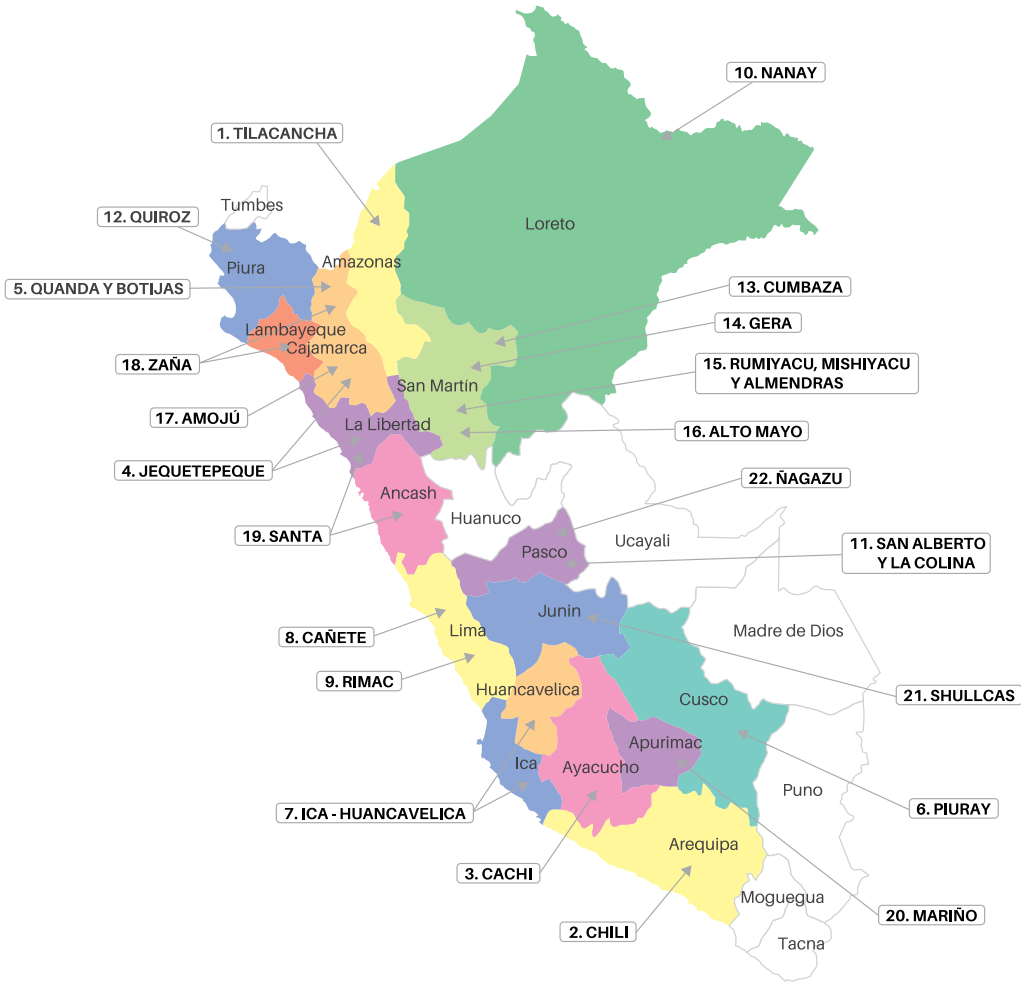 10. NANAY
1. TILACANCHA
Tumbes
12. QUIROZ
Loreto
Piura
Amazonas
5. QUANDA Y BOTIJAS
13. CUMBAZA
14. GERA
Lambayeque
Cajamarca
18. ZAÑA
15. RUMIYACU, MISHIYACU
Y ALMENDRAS
San Martín
17. AMOJÚ
La Libertad
16. ALTO MAYO
4. JEQUETEPEQUE
22. ÑAGAZU
Ancash
Huanuco
19. SANTA
Ucayali
11. SAN ALBERTO
Y LA COLINA
Pasco
Junin
8. CAÑETE
Lima
Madre de Dios
9. RIMAC
Huancavelica
21. SHULLCAS
Cusco
Apurimac
Ica
Ayacucho
Puno
7. ICA - HUANCAVELICA
6. PIURAY
Arequipa
3. CACHI
Moguegua
20. MARIÑO
2. CHILI
Tacna